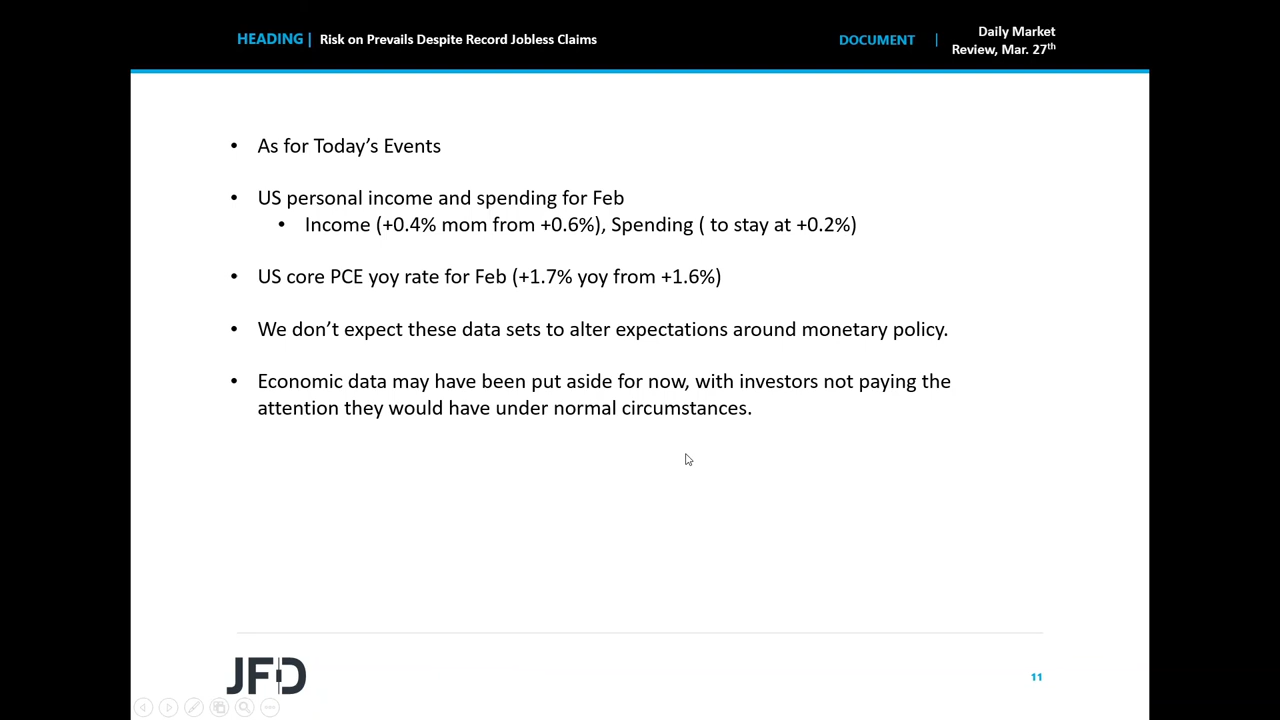 HEADING | Risk on Prevails Despite Record Jobless Claims
DOCUMENT | Daily Market
Review, Mar. 27th
• As for Today’s Events
• US personal income and spending for Feb
• Income (+0.4% mom from +0.6%), Spending ( to stay at +0.2%)
• US core PCE yoy rate for Feb (+1.7% yoy from +1.6%)
• We don’t expect these data sets to alter expectations around monetary policy.
• Economic data may have been put aside for now, with investors not paying the
attention they would have under normal circumstances.
JFD
11